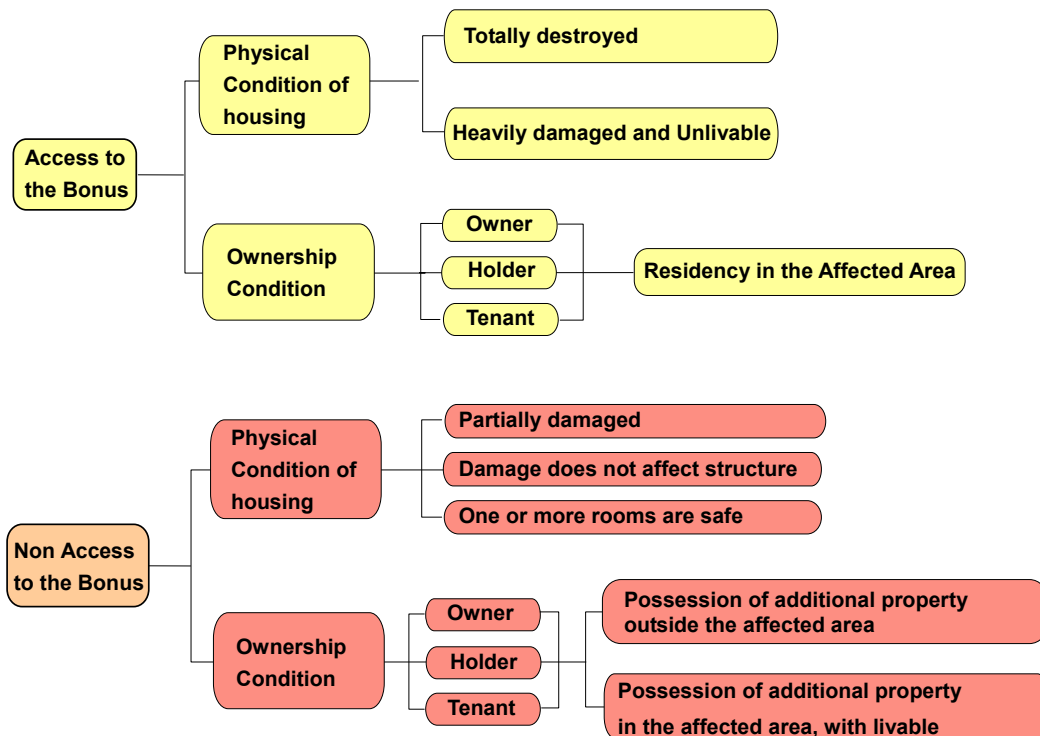 Totally destroyed
Physical
Condition of
housing
Heavily damaged and Unlivable
Access to
the Bonus
Owner
Ownership
Condition
Holder
Residency in the Affected Area
Tenant
Partially damaged
Physical
Condition of
housing
Damage does not affect structure
One or more rooms are safe
Non Access
to the Bonus
Possession of additional property
outside the affected area
Owner
Ownership
Condition
Holder
Tenant
Possession of additional property
in the affected area, with livable